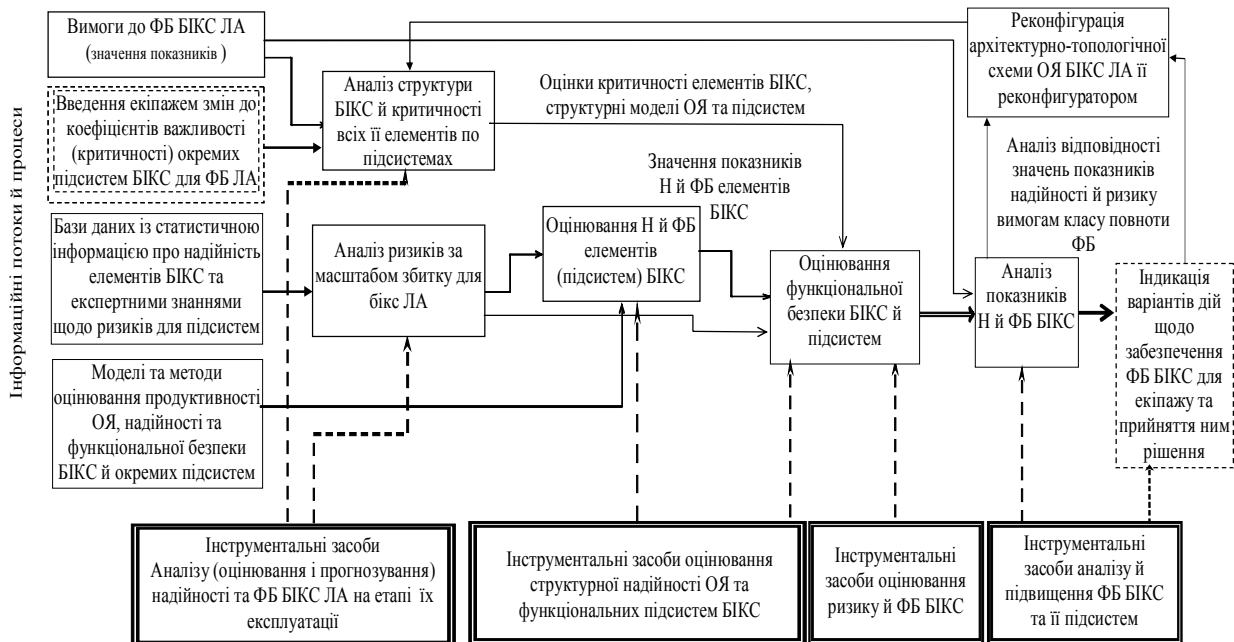 Інформаційні потоки й процеси
Вимоги до ФБ БІКС ЛА
(значення показників )
Введення екіпажем змін до
коефіцієнтів важливості
(критичності) окремих
підсистем БІКС для ФБ ЛА
Бази даних із статистичною
інформацією про надійність
елементів БІКС та
експертними знаннями
щодо ризиків для підсистем
Моделі та методи
оцінювання продуктивності
ОЯ, надійності та
функціональної безпеки
БІКС й окремих підсистем
Аналіз структури
БІКС й критичності
всіх її елементів по
підсистемах
Аналіз ризиків за
масштабом збитку для
бікс ЛА
Оцінки критичності елементів БІКС,
структурні моделі ОЯ та підсистем
Значення показників
Н й ФБ елементів
БІКС
Оцінювання Н й ФБ
елементів
(підсистем) БІКС
Оцінювання
функціональної
безпеки БІКС й
підсистем
Реконфігурація
архітектурно-топологічної
схеми ОЯ БІКС ЛА її
реконфігуратором
Аналіз відповідності
значень показників
надійності й ризику
вимогам класу повноти
ФБ
Аналіз
показників
Н й ФБ БІКС
Індикація
варіантів дій
щодо
забезпечення
ФБ БІКС для
екіпажу та
прийняття ним
рішення
Інструментальні засоби
Аналізу (оцінювання і прогнозування)
надійності та ФБ БІКС ЛА на етапі їх
експлуатації
Інструментальні засоби оцінювання
структурної надійності ОЯ та
функціональних підсистем БІКС
Інструментальні
засоби оцінювання
ризику й ФБ БІКС
Інструментальні
засоби аналізу й
підвищення ФБ БІКС
та її підсистем